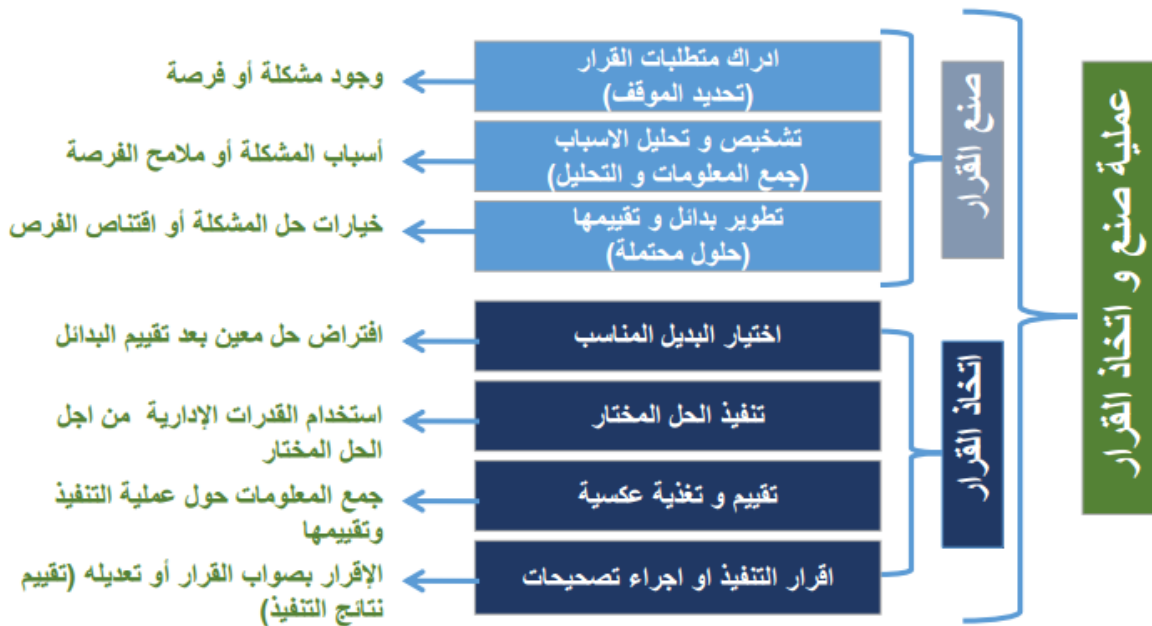 عملية صنع و اتخاذ القرار
صنع القرار
ادراك متطلبات القرار
(تحديد الموقف)
وجود مشكلة أو فرصة
تشخيص و تحليل الاسباب
(جمع المعلومات و التحليل)
أسباب المشكلة أو ملامح الفرصة
تطوير بدائل و تقييمها
(حلول محتملة)
خيارات حل المشكلة أو اقتناص الفرص
اتخاذ القرار
اختيار البديل المناسب
افتراض حل معين بعد تقييم البدائل
تنفيذ الحل المختار
استخدام القدرات الإدارية من اجل
الحل المختار
تقييم و تغذية عكسية
جمع المعلومات حول عملية التنفيذ
وتقييمها
اقرار التنفيذ او اجراء تصحيحات
الإقرار بصواب القرار أو تعديله (تقييم
نتائج التنفيذ)